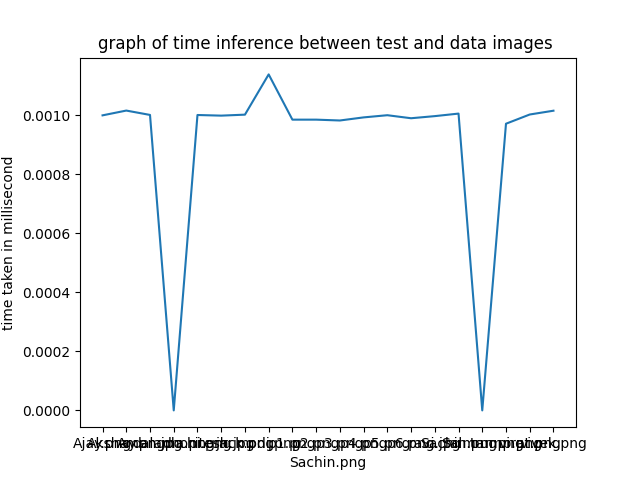 graph of time inference between test and data images
time taken in millisecond
0.0010
0.0008
0.0006
0.0004
0.0002
0.0000
Sachin.png